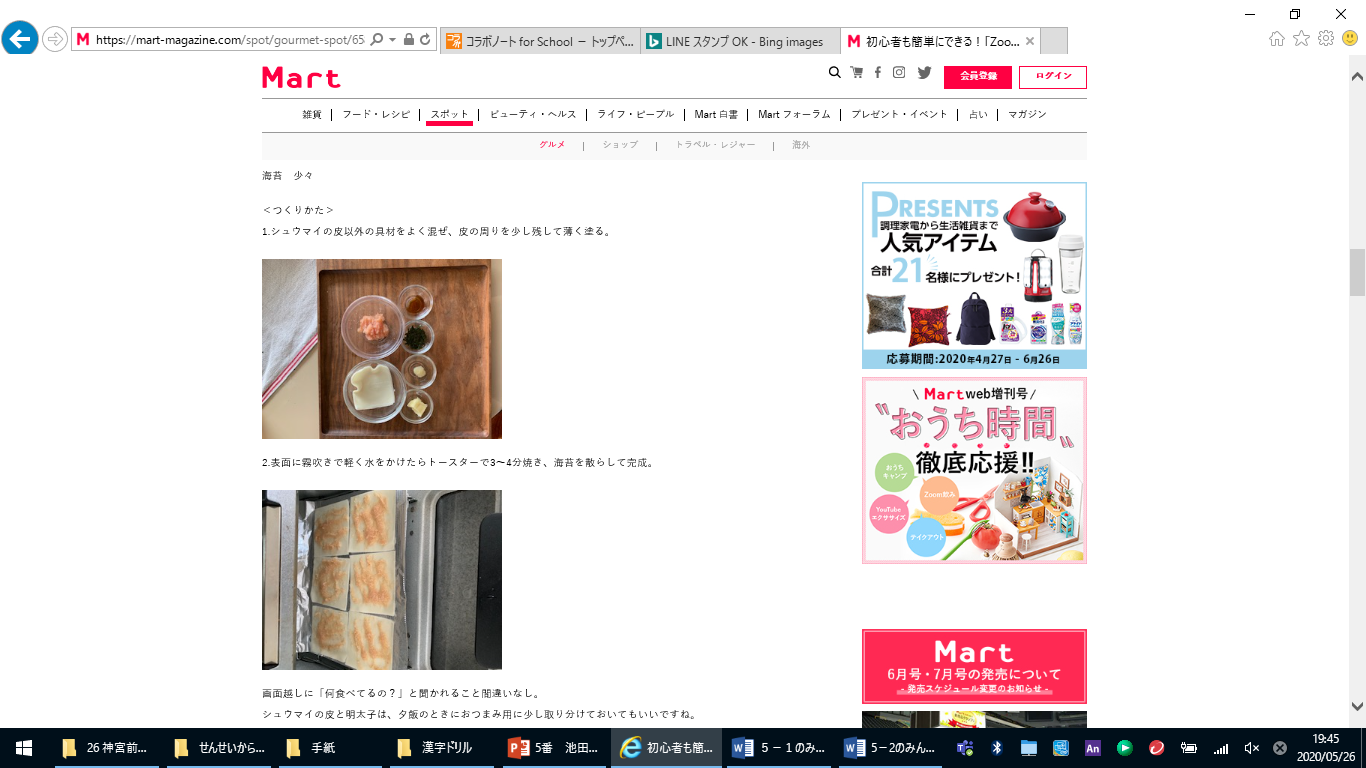 https://mart-magazine.com/spot/gourmet-spot/65
コラボノート for School － トップペ...
LINE スタンプ OK - Bing images
初心者も簡単にできる！「Zoo...
Mart
会員登録
ログイン
雑貨
フード・レシピ
スポット
ビューティ・ヘルス
ライフ・ピープル
Mart 白書
Mart フォーラム
プレゼント・イベント
占い
マガジン
グルメ
ショップ
トラベル・レジャー
海外
海苔　少々
＜つくりかた＞
1.シュウマイの皮以外の具材をよく混ぜ、皮の周りを少し残して薄く塗る。
2.表面に霧吹きで軽く水をかけたらトースターで3〜4分焼き、海苔を散らして完成。
画面越しに「何食べてるの？」と聞かれること間違いなし。
シュウマイの皮と明太子は、夕飯のときにおつまみ用に少し取り分けておいてもいいですね。
PRESENTS
調理家電から生活雑貨まで
人気アイテム
合計21名様にプレゼント!
応募期間:2020年4月27日 - 6月26日
\ Mart web増刊号 /
〝おうち時間〟
徹底応援!!
おうち
キャンプ
Zoom飲み
YouTube
エクササイズ
テイクアウト
Mart
6月号・7月号の発売について
- 発売スケジュール変更のお知らせ -
26 神宮前...
せんせいから...
手紙
漢字ドリル
5番　池田...
初心者も簡...
５－１のみ...
5－2のみん...
19:45
2020/05/26